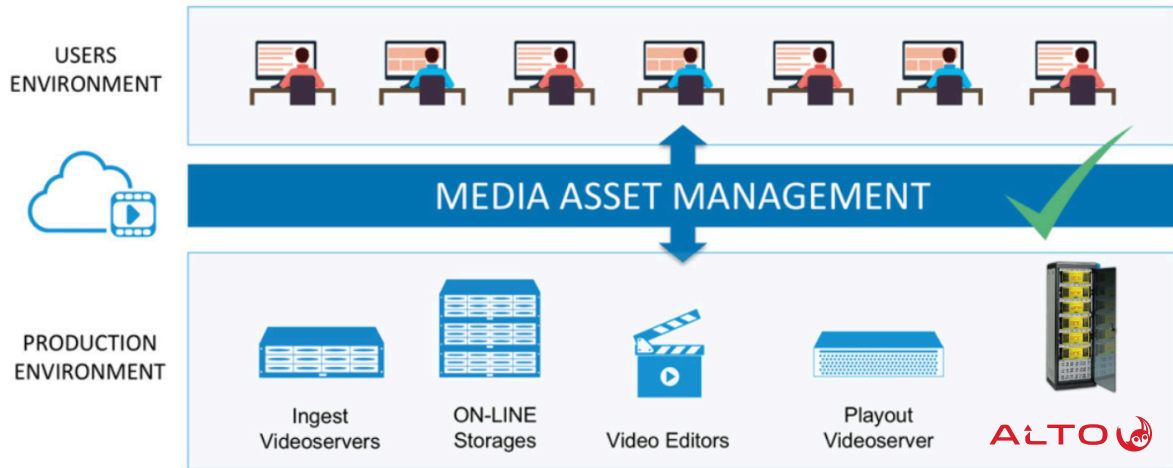 USERS
ENVIRONMENT
MEDIA ASSET MANAGEMENT
PRODUCTION
ENVIRONMENT
Ingest
Videoservers
ON-LINE
Storages
Video Editors
Playout
Videoserver
ALTO